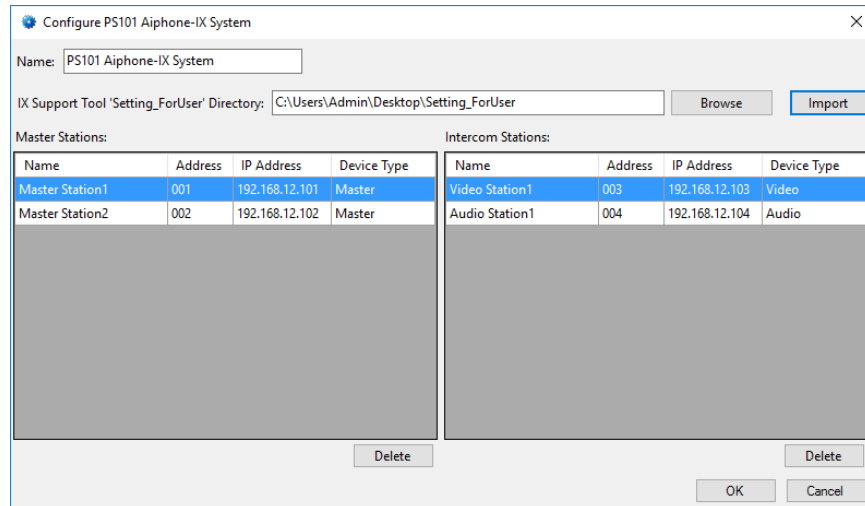 Configure PS101 Aiphone-IX System
Name: PS101 Aiphone-IX System
IX Support Tool 'Setting_ForUser' Directory: C:\Users\Admin\Desktop\Setting_ForUser Browse Import
Master Stations: Intercom Stations:
Name Address IP Address Device Type Name Address IP Address Device Type
Master Station1 001 192.168.12.101 Master Video Station1 003 192.168.12.103 Video
Master Station2 002 192.168.12.102 Master Audio Station1 004 192.168.12.104 Audio
Delete Delete
OK Cancel